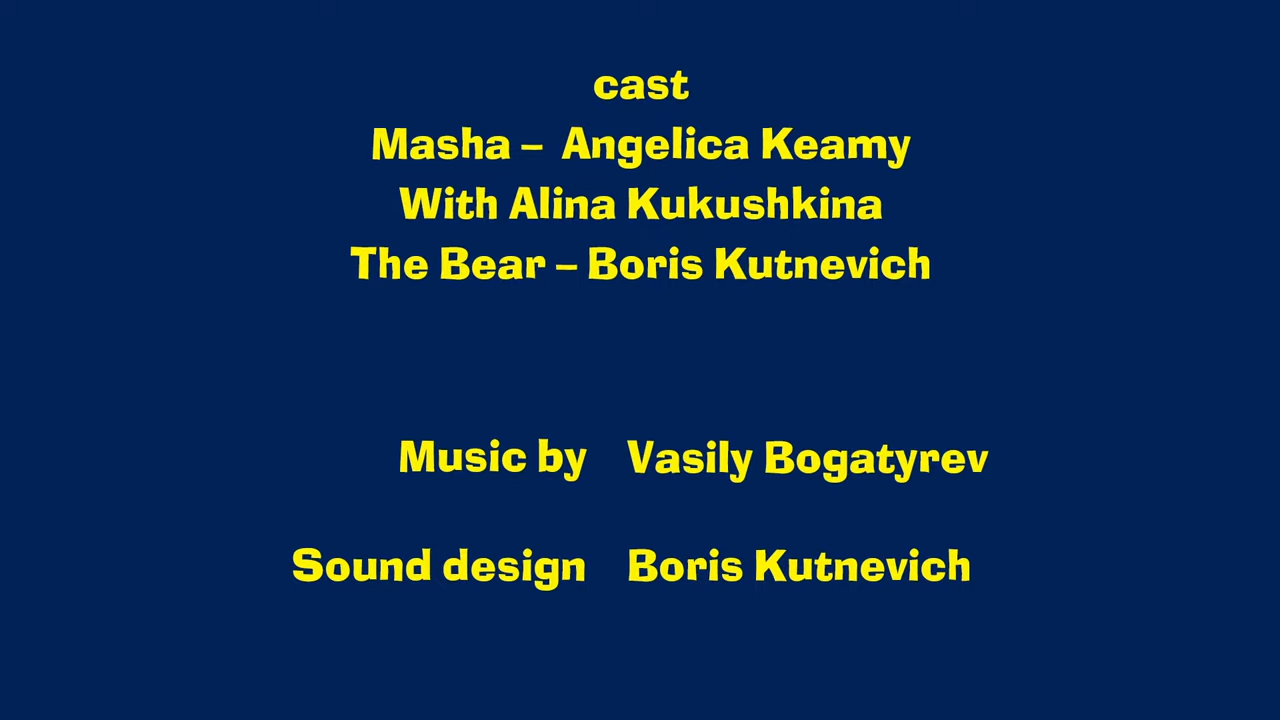 cast
Masha – Angelica Keamy
With Alina Kukushkina
The Bear – Boris Kutnevich
Music by Vasily Bogatyrev
Sound design Boris Kutnevich